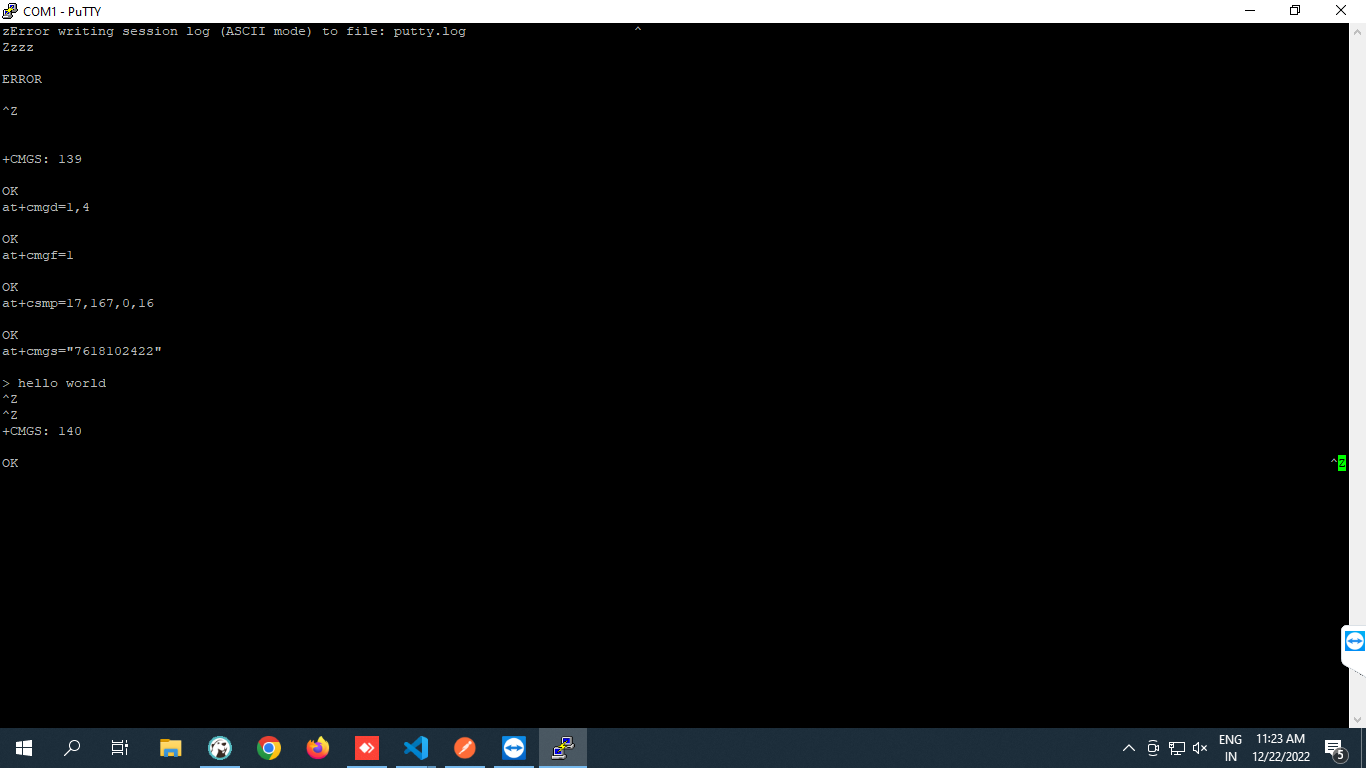 COM1 - PuTTY
zError writing session log (ASCII mode) to file: putty.log ^
Zzzz
ERROR
^Z
+CMGS: 139
OK
at+cmgd=1,4
OK
at+cmgf=1
OK
at+csmp=17,167,0,16
OK
at+cmgs="7618102422"
> hello world
^Z
^Z
+CMGS: 140
OK ^Z
ENG
IN
11:23 AM
12/22/2022
5